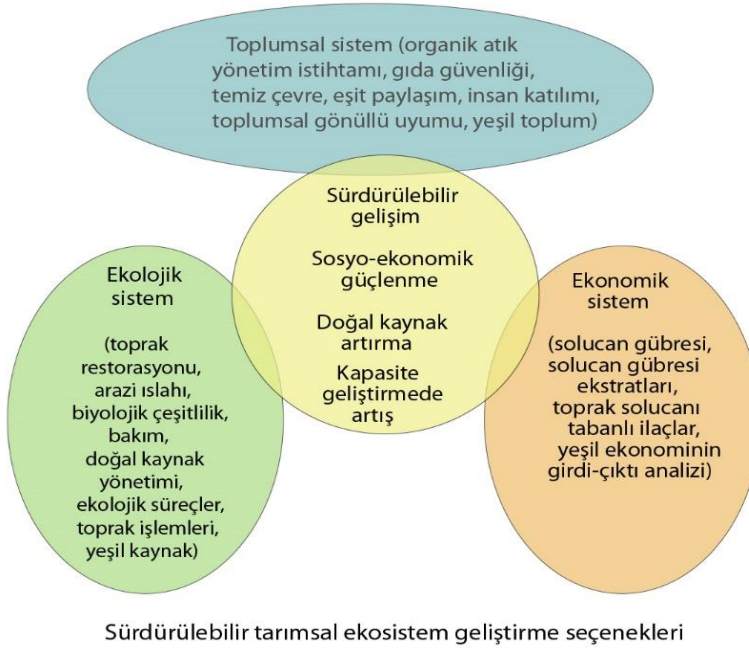 Toplumsal sistem (organik atık
yönetim istihtamı, gıda güvenliği,
temiz çevre, eşit paylaşım, insan katılımı,
toplumsal gönüllü uyumu, yeşil toplum)
Sürdürülebilir
gelişim
Sosyo-ekonomik
güçlenme
Doğal kaynak
artırma
Kapasite
geliştirmede
artış
Ekolojik
sistem
(toprak
restorasyonu,
arazi ıslahı,
biyolojik çeşitlilik,
bakım,
doğal kaynak
yönetimi,
ekolojik süreçler,
toprak işlemleri,
yeşil kaynak)
Ekonomik
sistem
(solucan gübresi,
solucan gübresi
ekstratları,
toprak solucanı
tabanlı ilaçlar,
yeşil ekonominin
girdi-çıktı analizi)
Sürdürülebilir tarımsal ekosistem geliştirme seçenekleri